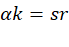 αk = sr